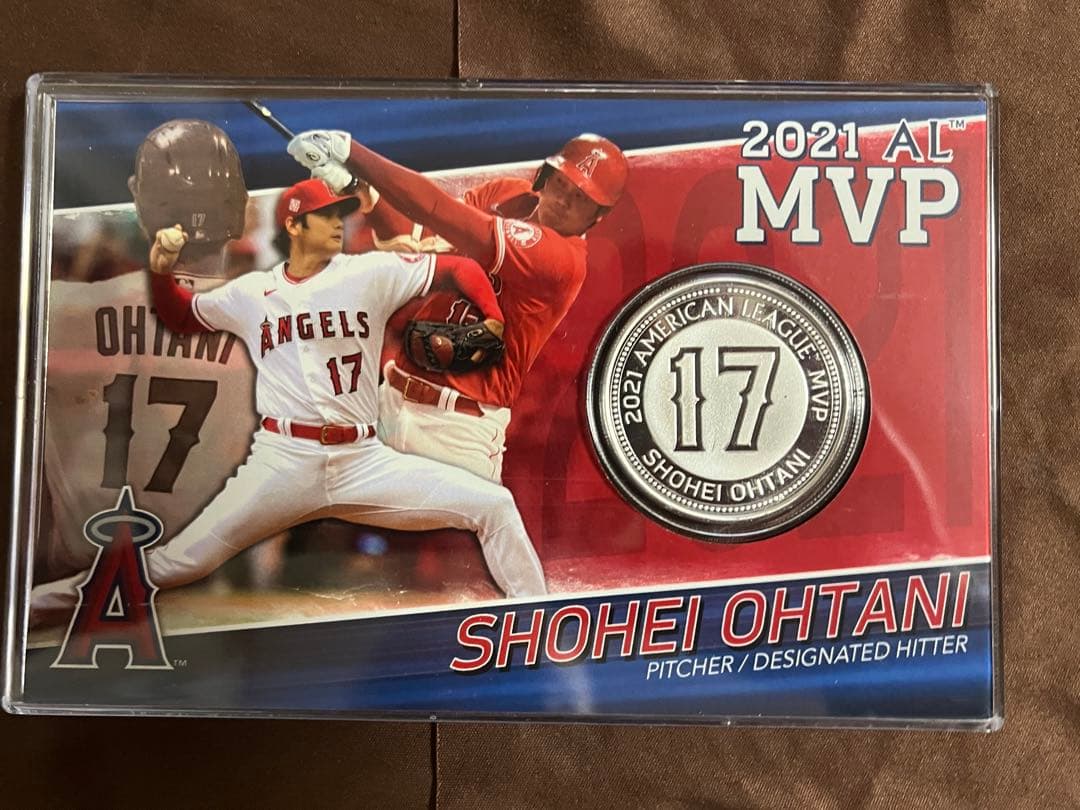 2021 AL™
MVP
17
OHTANI
17
ANGELS
17
A
A
2021 AMERICAN LEAGUE MVP
17
SHOHEI OHTANI
A
™
SHOHEI OHTANI
PITCHER / DESIGNATED HITTER